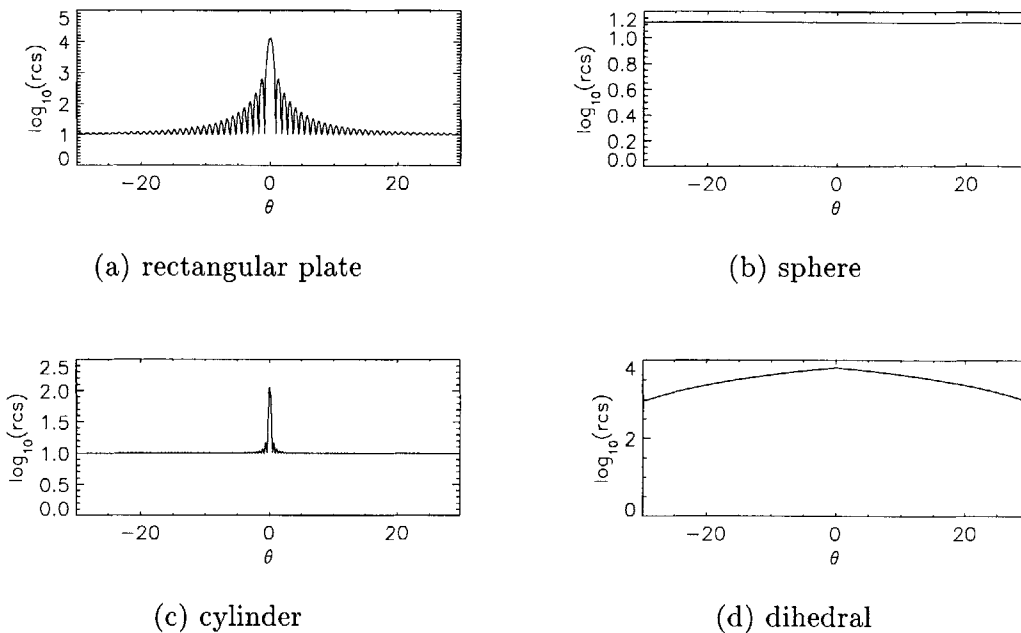 log10(rcs)
5
4
3
2
1
0
−20
0
20
θ
(a) rectangular plate
log10(rcs)
1.2
1.0
0.8
0.6
0.4
0.2
0.0
−20
0
20
θ
(b) sphere
log10(rcs)
2.5
2.0
1.5
1.0
0.5
0.0
−20
0
20
θ
(c) cylinder
log10(rcs)
4
2
0
−20
0
20
θ
(d) dihedral